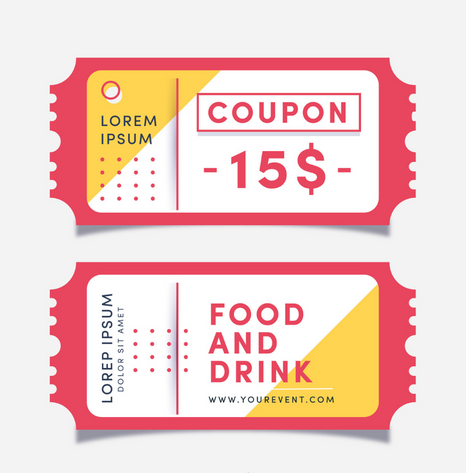 LOREM
IPSUM
COUPON
-15$-
LOREP IPSUM
DOLOR SIT AMET
FOOD
AND
DRINK
WWW.YOUREVENT.COM